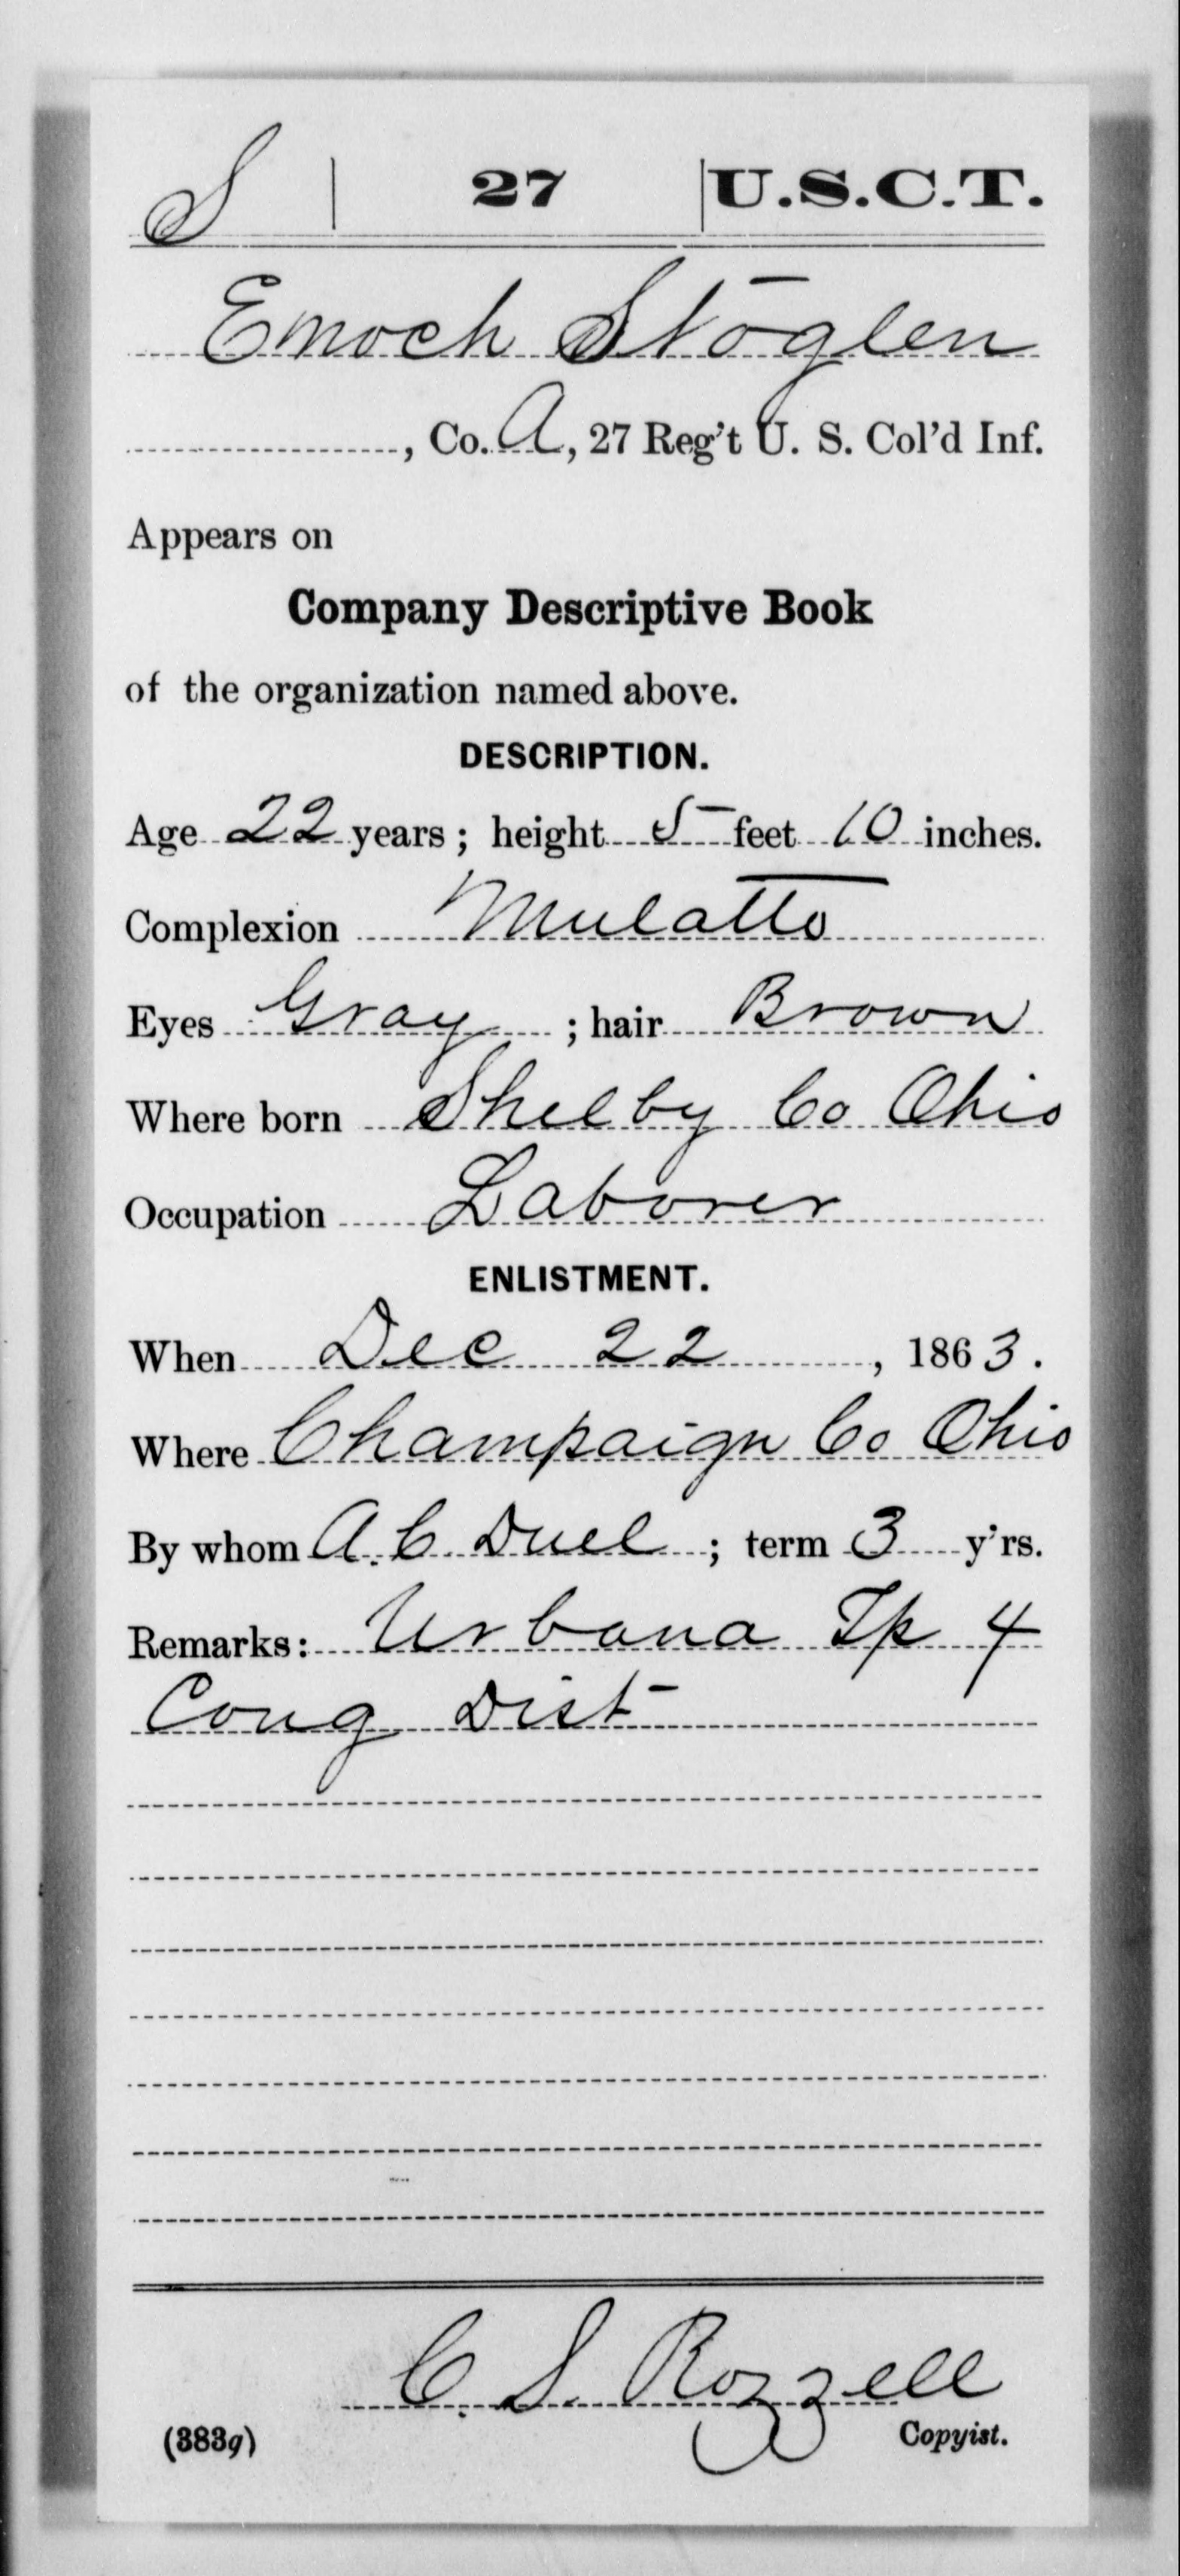 S | 27 | U.S.C.T.
Enoch Stoglen
, Co. A, 27 Reg't U. S. Col'd Inf.
Appears on
Company Descriptive Book
of the organization named above.
DESCRIPTION.
Age 22 years; height 5 feet 10 inches.
Complexion Mulatto
Eyes Gray ; hair Brown
Where born Shelby Co Ohio
Occupation Laborer
ENLISTMENT.
When Dec 22, 1863.
Where Champaign Co Ohio
By whom A. C. Duel ; term 3 y'rs.
Remarks: Urbana Tp 4
Cong Dist
C. S. Rozzell
(383g) Copyist.